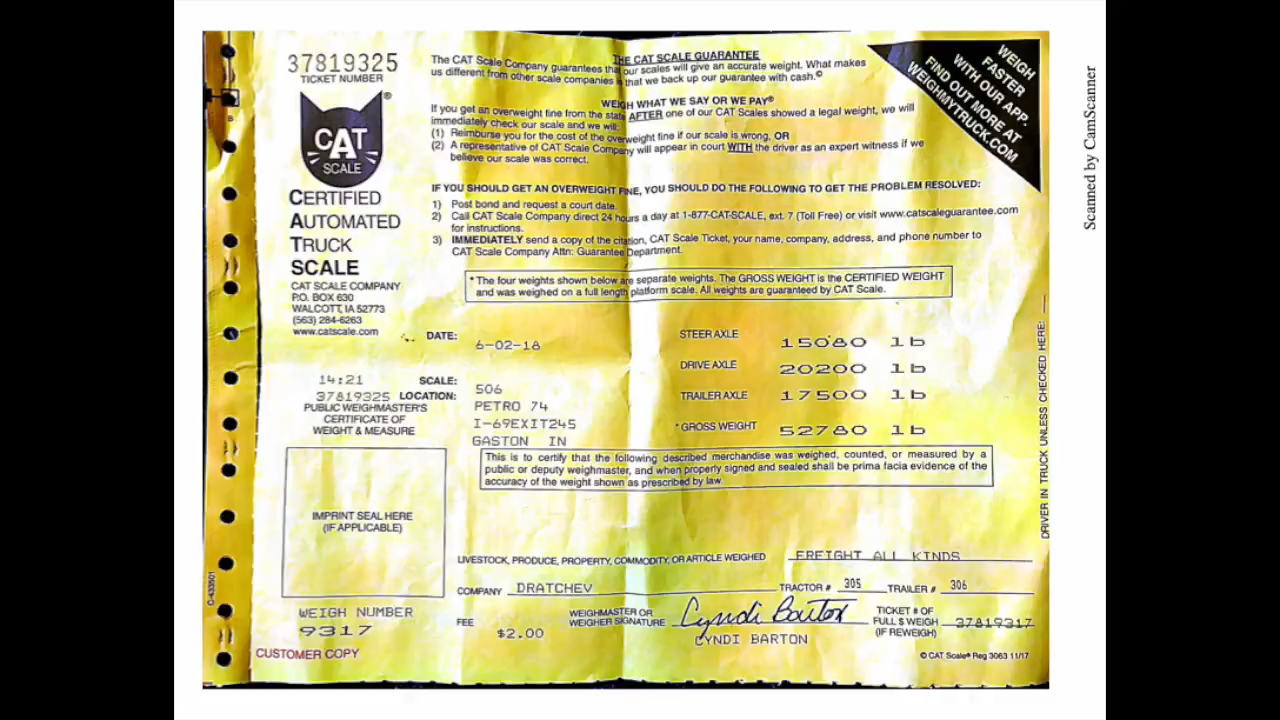 37819325
TICKET NUMBER
CAT
SCALE
®
CERTIFIED
AUTOMATED
TRUCK
SCALE
CAT SCALE COMPANY
P.O. BOX 630
WALCOTT, IA 52773
(563) 284-6263
www.catscale.com
THE CAT SCALE GUARANTEE
The CAT Scale Company guarantees that our scales will give an accurate weight. What makes
us different from other scale companies is that we back up our guarantee with cash.©
WEIGH WHAT WE SAY OR WE PAY®
If you get an overweight fine from the state AFTER one of our CAT Scales showed a legal weight, we will
immediately check our scale and we will:
(1) Reimburse you for the cost of the overweight fine if our scale is wrong, OR
(2) A representative of CAT Scale Company will appear in court WITH the driver as an expert witness if we
believe our scale was correct.
IF YOU SHOULD GET AN OVERWEIGHT FINE, YOU SHOULD DO THE FOLLOWING TO GET THE PROBLEM RESOLVED:
1) Post bond and request a court date.
2) Call CAT Scale Company direct 24 hours a day at 1-877-CAT-SCALE, ext. 7 (Toll Free) or visit www.catscaleguarantee.com
for instructions.
3) IMMEDIATELY send a copy of the citation, CAT Scale Ticket, your name, company, address, and phone number to
CAT Scale Company Attn: Guarantee Department.
*The four weights shown below are separate weights. The GROSS WEIGHT is the CERTIFIED WEIGHT
and was weighed on a full length platform scale. All weights are guaranteed by CAT Scale.
WEIGH
FASTER
WITH OUR APP.
FIND OUT MORE AT
WEIGHMYTRUCK.COM
DATE: 6-02-18
14:21 SCALE: 506
37819325 LOCATION: PETRO 74
I-69EXIT245
GASTON IN
PUBLIC WEIGHMASTER'S
CERTIFICATE OF
WEIGHT & MEASURE
STEER AXLE 15080 lb
DRIVE AXLE 20200 lb
TRAILER AXLE 17500 lb
*GROSS WEIGHT 52780 lb
This is to certify that the following described merchandise was weighed, counted, or measured by a
public or deputy weighmaster, and when properly signed and sealed shall be prima facia evidence of the
accuracy of the weight shown as prescribed by law.
IMPRINT SEAL HERE
(IF APPLICABLE)
LIVESTOCK, PRODUCE, PROPERTY, COMMODITY, OR ARTICLE WEIGHED FREIGHT ALL KINDS
COMPANY DRATCHEV TRACTOR # 305 TRAILER # 306
WEIGH NUMBER
9317
FEE $2.00
WEIGHMASTER OR
WEIGHER SIGNATURE Cyndi Barton
CYNDI BARTON
TICKET # OF
FULL $ WEIGH 37819317
(IF REWEIGH)
CUSTOMER COPY
© CAT Scale® Reg 3063 11/17
DRIVER IN TRUCK UNLESS CHECKED HERE:
Scanned by CamScanner